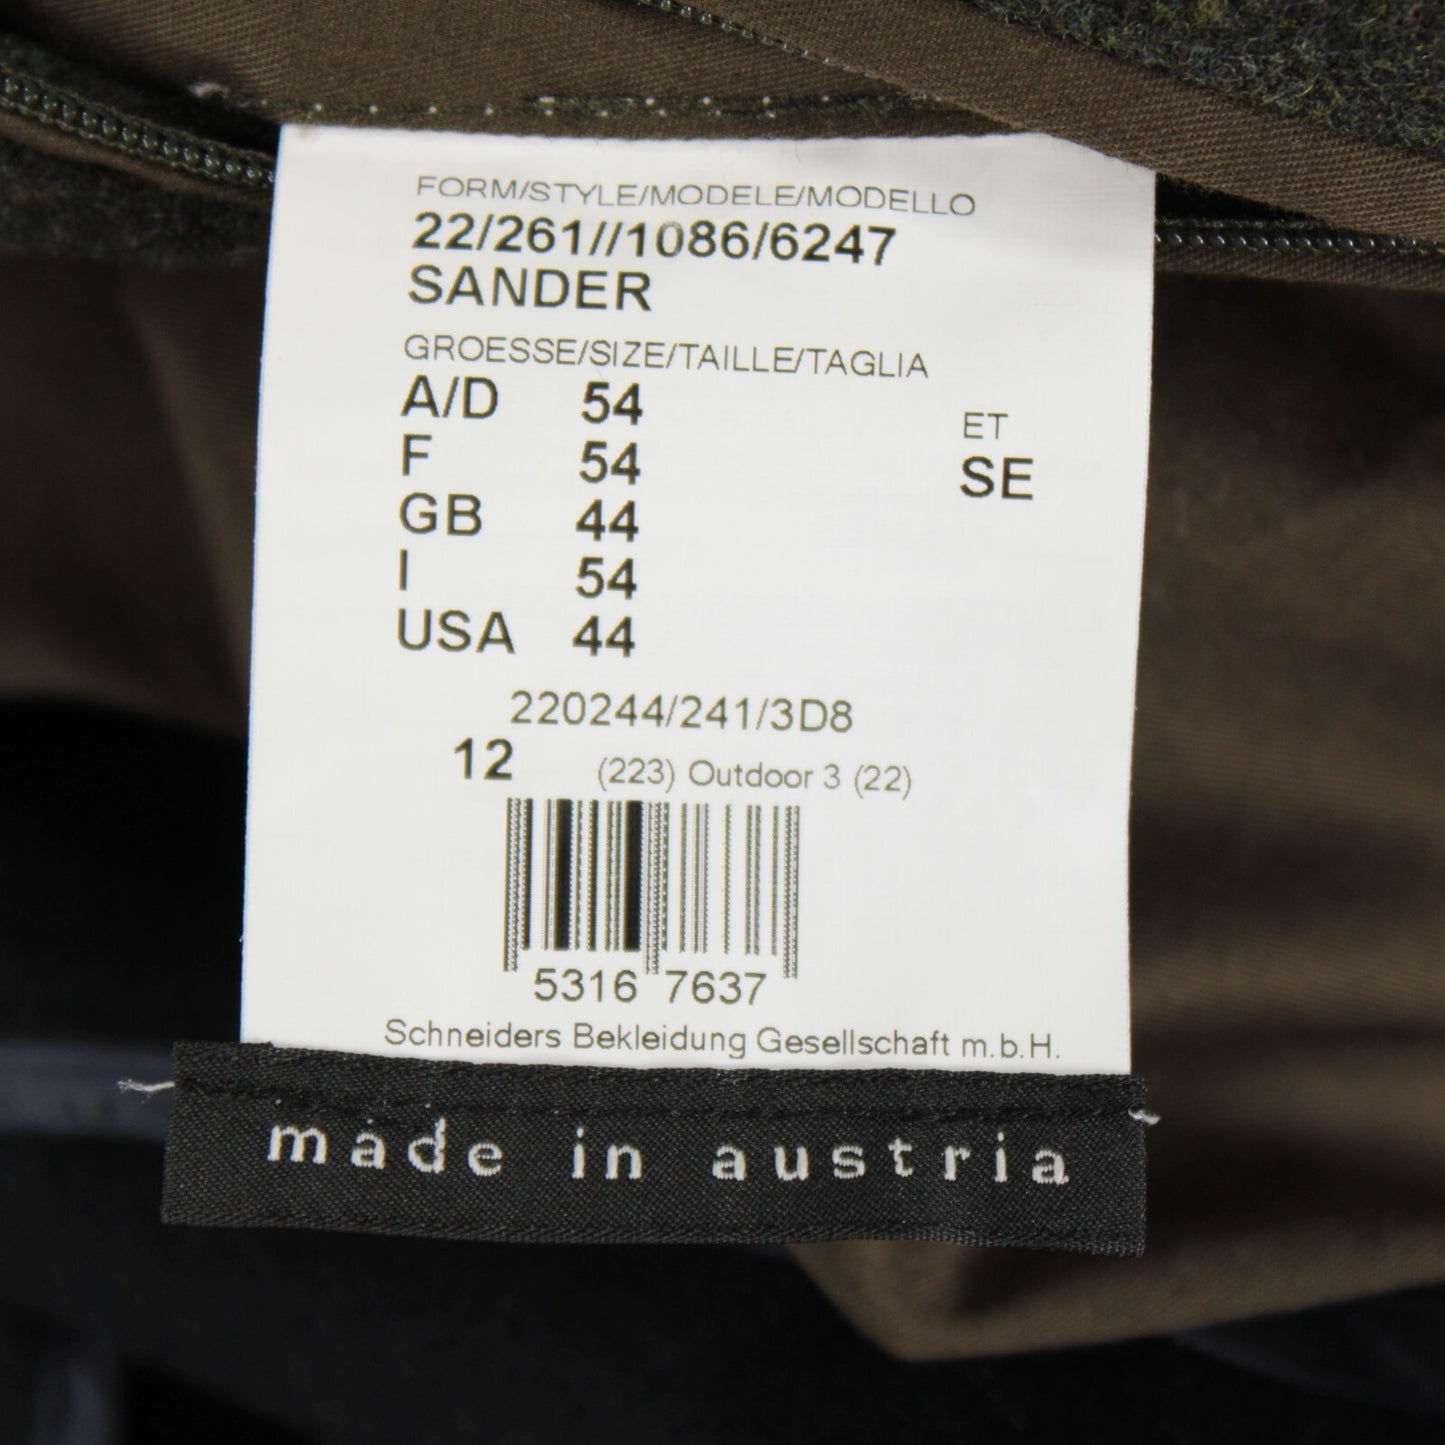 FORM/STYLE/MODELE/MODELLO
22/261//1086/6247
SANDER
GROESSE/SIZE/TAILLE/TAGLIA
A/D 54
F 54
GB 44
I 54
USA 44
ET
SE
220244/241/3D8
12 (223) Outdoor 3 (22)
5316 7637
Schneiders Bekleidung Gesellschaft m.b.H.
made in austria